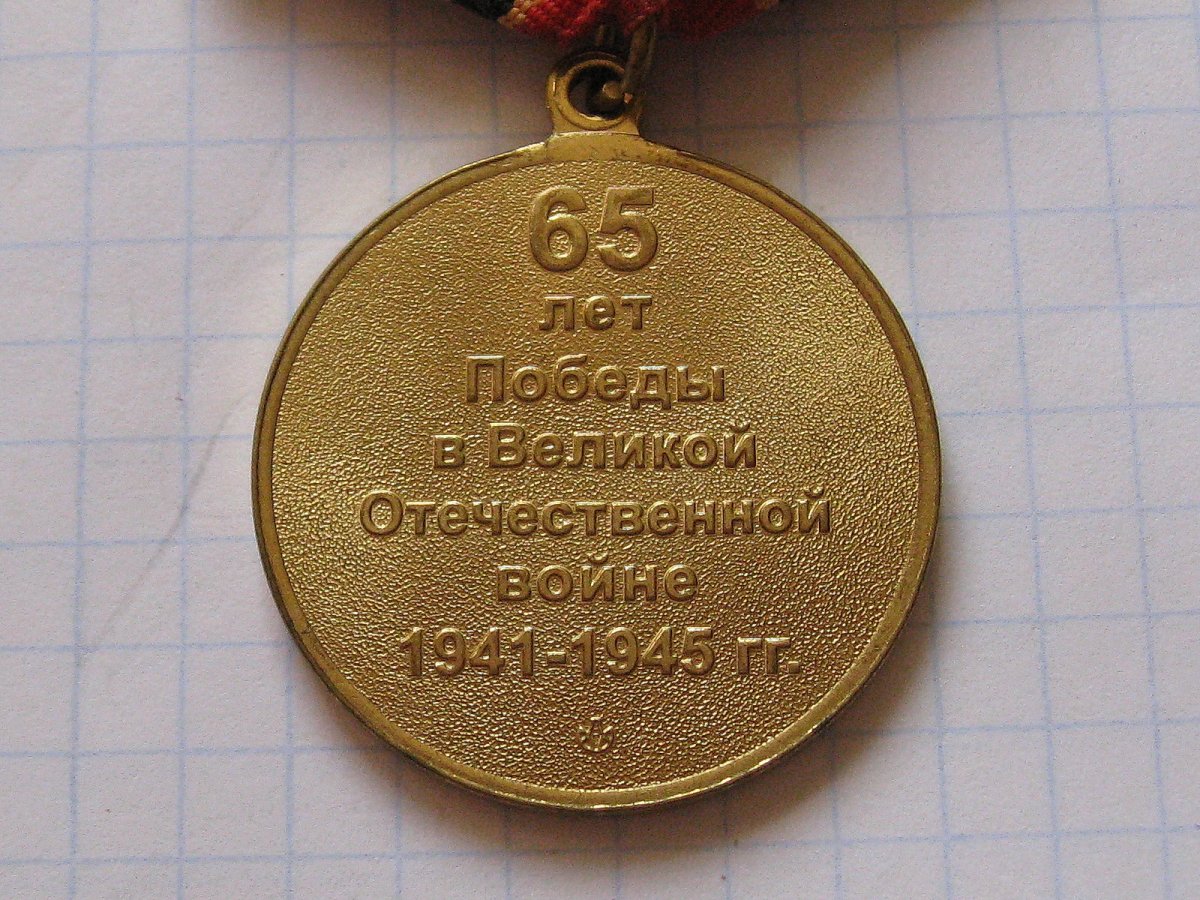 65
лет
Победы
в Великой
Отечественной
войне
1941-1945 гг.